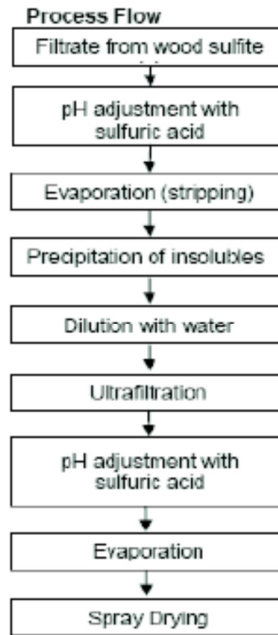 Process Flow
Filtrate from wood sulfite
pH adjustment with
sulfuric acid
Evaporation (stripping)
Precipitation of insolubles
Dilution with water
Ultrafiltration
pH adjustment with
sulfuric acid
Evaporation
Spray Drying